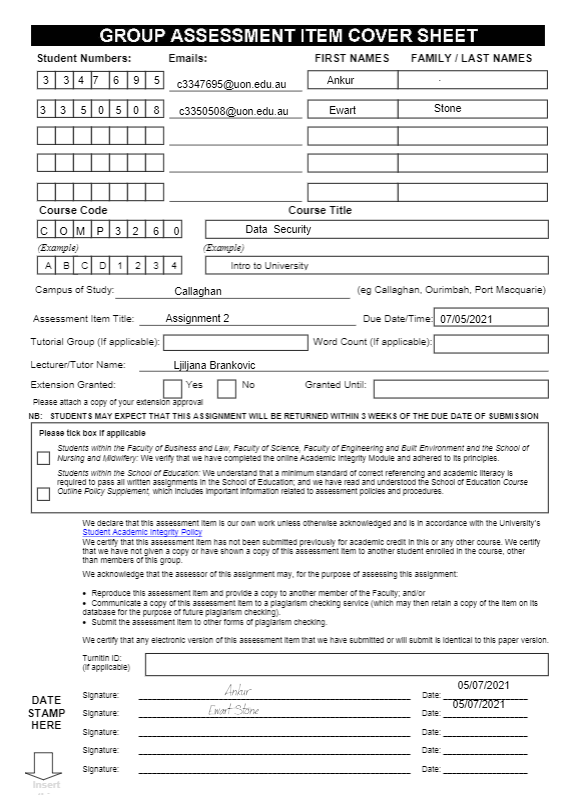 GROUP ASSESSMENT ITEM COVER SHEET
Student Numbers: Emails: FIRST NAMES FAMILY / LAST NAMES
3 3 4 7 6 9 5 c3347695@uon.edu.au Ankur .
3 3 5 0 5 0 8 c3350508@uon.edu.au Ewart Stone
Course Code Course Title
C O M P 3 2 6 0 Data Security
(Example) (Example)
A B C D 1 2 3 4 Intro to University
Campus of Study: Callaghan (eg Callaghan, Ourimbah, Port Macquarie)
Assessment Item Title: Assignment 2 Due Date/Time: 07/05/2021
Tutorial Group (If applicable): Word Count (If applicable):
Lecturer/Tutor Name: Ljiljana Brankovic
Extension Granted: Yes No Granted Until:
Please attach a copy of your extension approval
NB: STUDENTS MAY EXPECT THAT THIS ASSIGNMENT WILL BE RETURNED WITHIN 3 WEEKS OF THE DUE DATE OF SUBMISSION
Please tick box if applicable
Students within the Faculty of Business and Law, Faculty of Science, Faculty of Engineering and Built Environment and the School of
Nursing and Midwifery: We verify that we have completed the online Academic Integrity Module and adhered to its principles.
Students within the School of Education: We understand that a minimum standard of correct referencing and academic literacy is
required to pass all written assignments in the School of Education; and we have read and understood the School of Education Course
Outline Policy Supplement, which includes important information related to assessment policies and procedures.
We declare that this assessment item is our own work unless otherwise acknowledged and is in accordance with the University's
Student Academic Integrity Policy
We certify that this assessment item has not been submitted previously for academic credit in this or any other course. We certify
that we have not given a copy or have shown a copy of this assessment item to another student enrolled in the course, other
than members of this group.
We acknowledge that the assessor of this assignment may, for the purpose of assessing this assignment:
• Reproduce this assessment item and provide a copy to another member of the Faculty; and/or
• Communicate a copy of this assessment item to a plagiarism checking service (which may then retain a copy of the item on its
database for the purpose of future plagiarism checking).
• Submit the assessment item to other forms of plagiarism checking.
We certify that any electronic version of this assessment item that we have submitted or will submit is identical to this paper version.
Turnitin ID:
(if applicable)
DATE
STAMP
HERE
Signature: Ankur Date: 05/07/2021
Signature: Ewart Stone Date: 05/07/2021
Signature: Date:
Signature: Date:
Signature: Date:
Insert